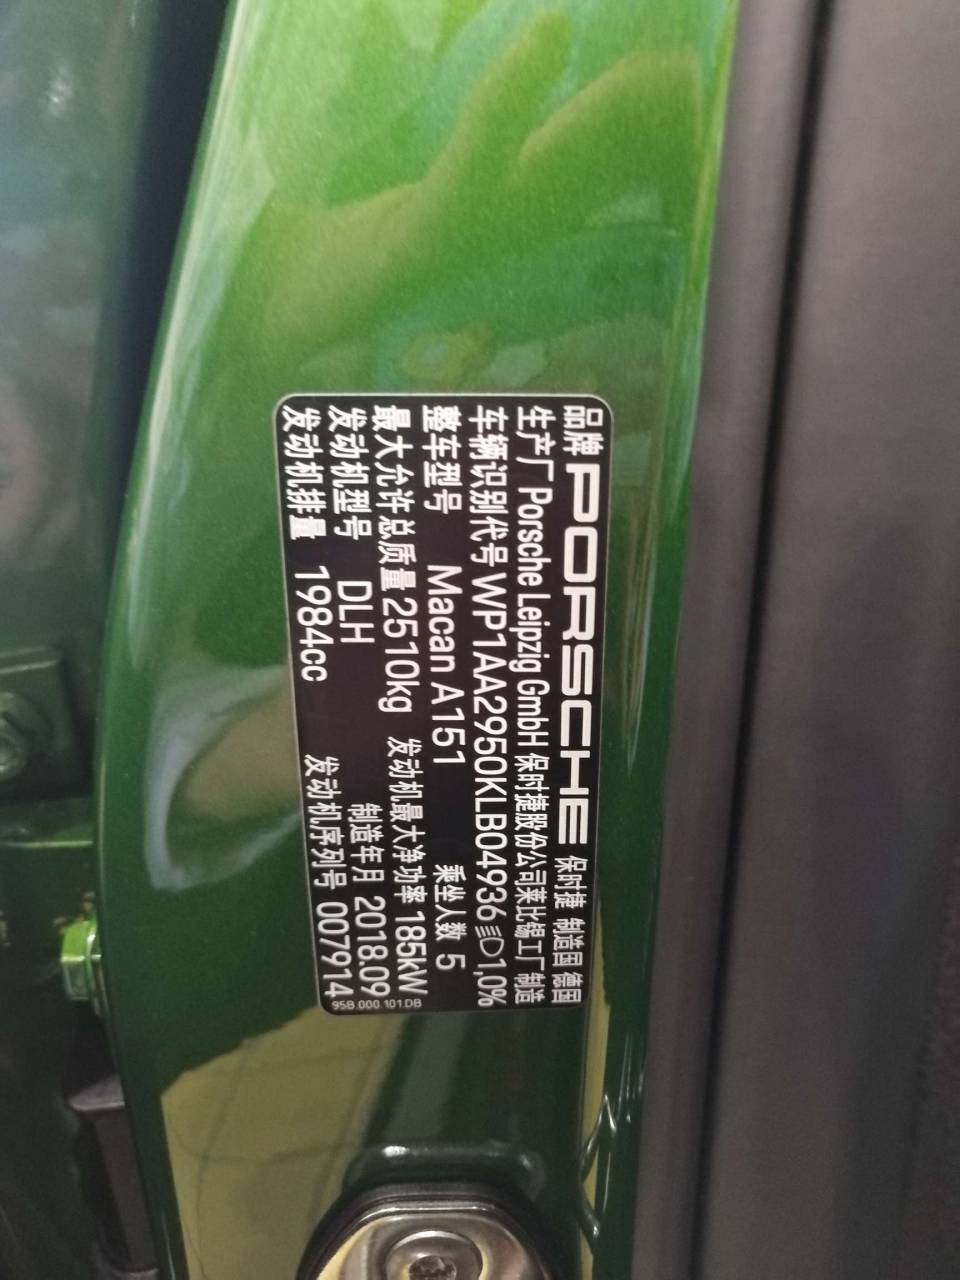 品牌 PORSCHE 保时捷 制造国 德国
生产厂 Porsche Leipzig GmbH 保时捷股份公司莱比锡工厂 制造
车辆识别代号 WP1AA2950KLB04936 1,0%
整车型号 Macan A151 乘坐人数 5
最大允许总质量 2510kg 发动机最大净功率 185kW
发动机型号 DLH 制造年月 2018.09
发动机排量 1984cc 发动机序列号 007914
95B.000.101.DB